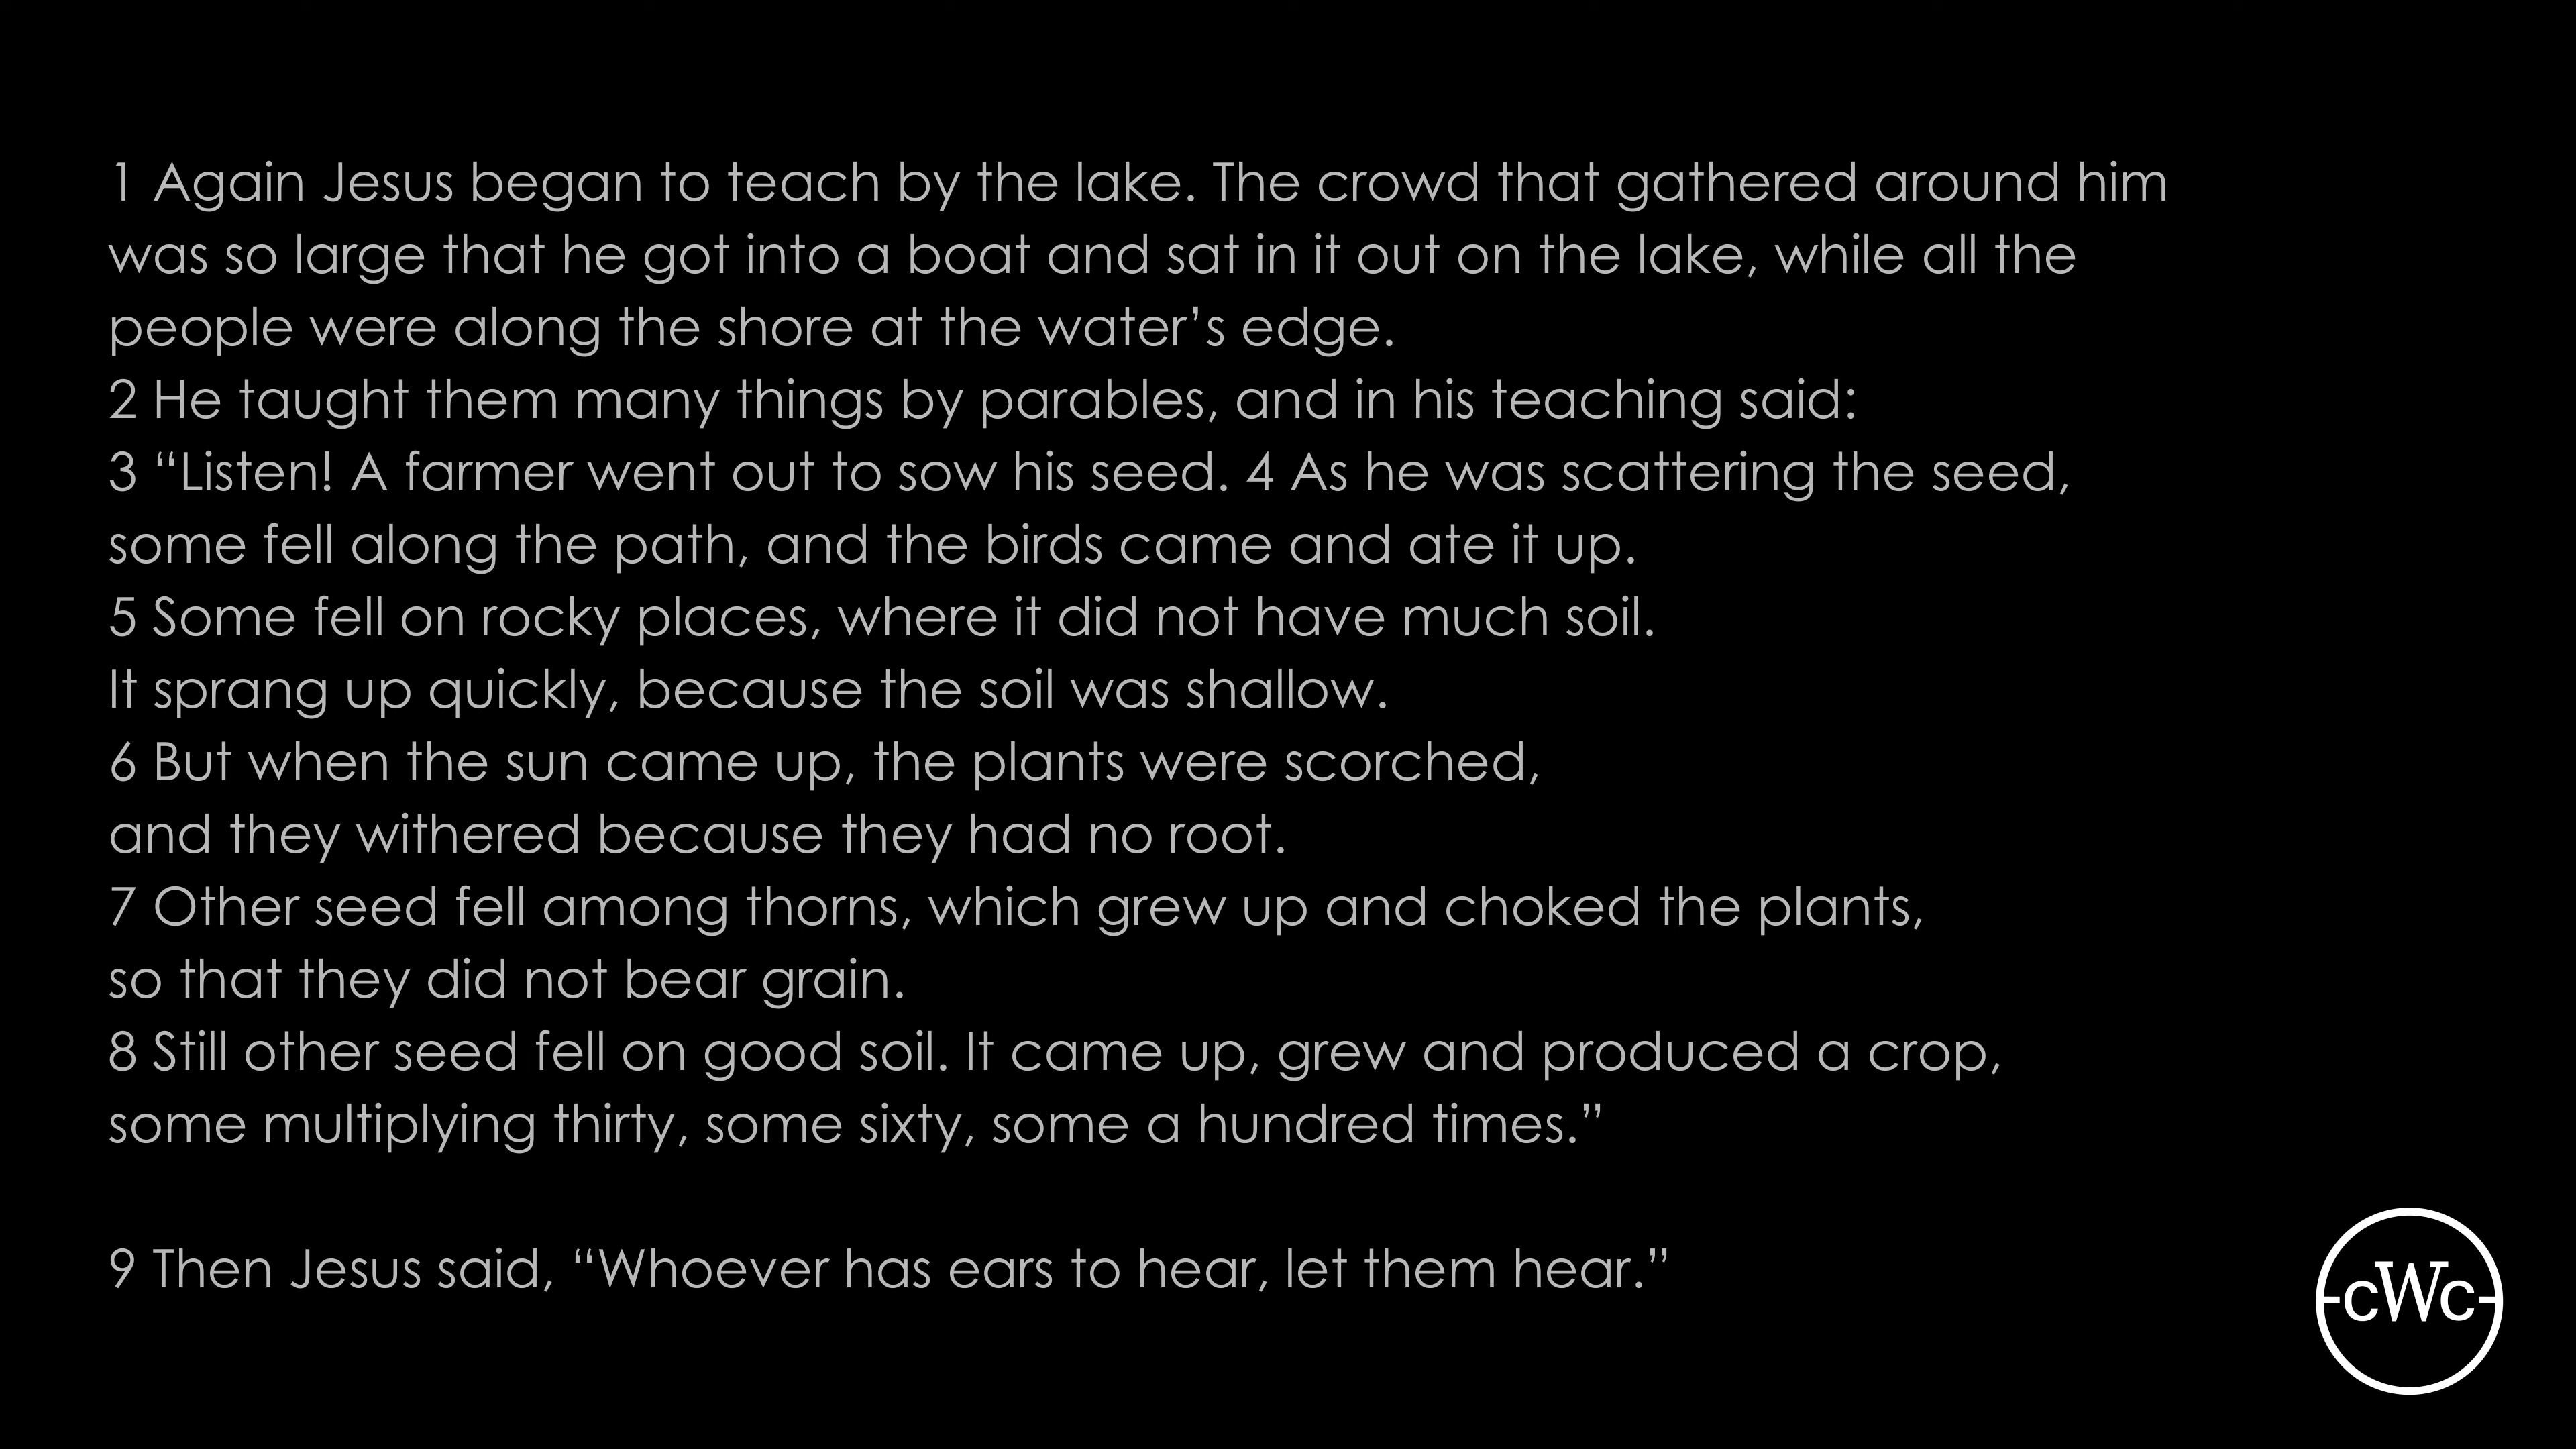 1 Again Jesus began to teach by the lake. The crowd that gathered around him
was so large that he got into a boat and sat in it out on the lake, while all the
people were along the shore at the water’s edge.
2 He taught them many things by parables, and in his teaching said:
3 “Listen! A farmer went out to sow his seed. 4 As he was scattering the seed,
some fell along the path, and the birds came and ate it up.
5 Some fell on rocky places, where it did not have much soil.
It sprang up quickly, because the soil was shallow.
6 But when the sun came up, the plants were scorched,
and they withered because they had no root.
7 Other seed fell among thorns, which grew up and choked the plants,
so that they did not bear grain.
8 Still other seed fell on good soil. It came up, grew and produced a crop,
some multiplying thirty, some sixty, some a hundred times.”
9 Then Jesus said, “Whoever has ears to hear, let them hear.”
-cWc-